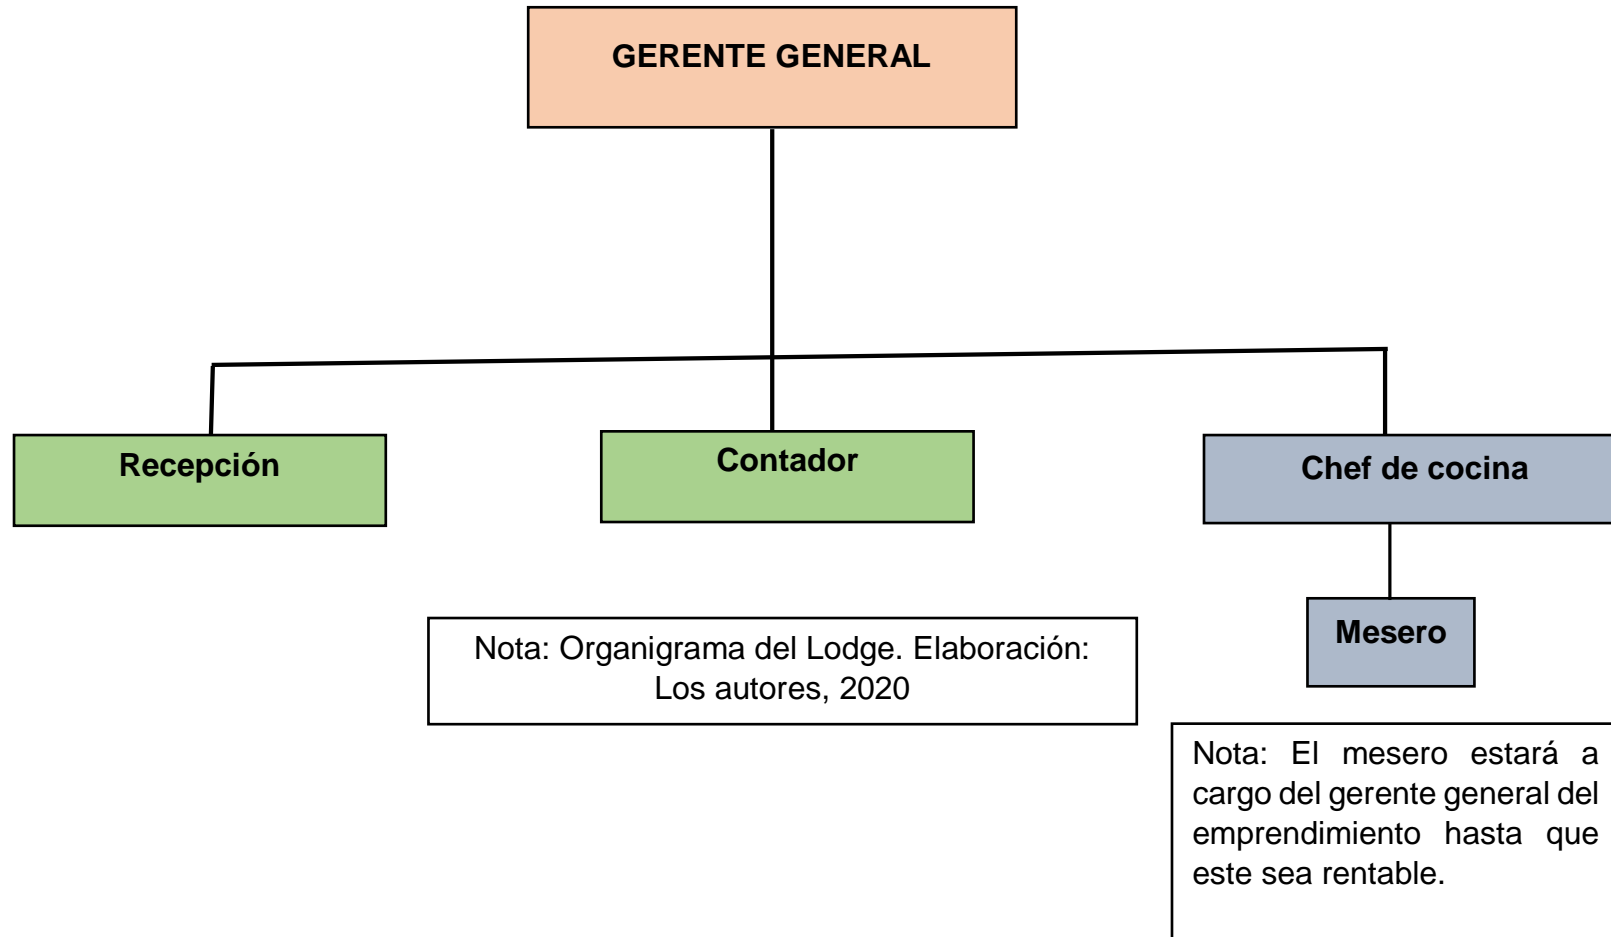 GERENTE GENERAL
Recepción
Contador
Chef de cocina
Mesero
Nota: Organigrama del Lodge. Elaboración:
Los autores, 2020
Nota: El mesero estará a
cargo del gerente general del
emprendimiento hasta que
este sea rentable.